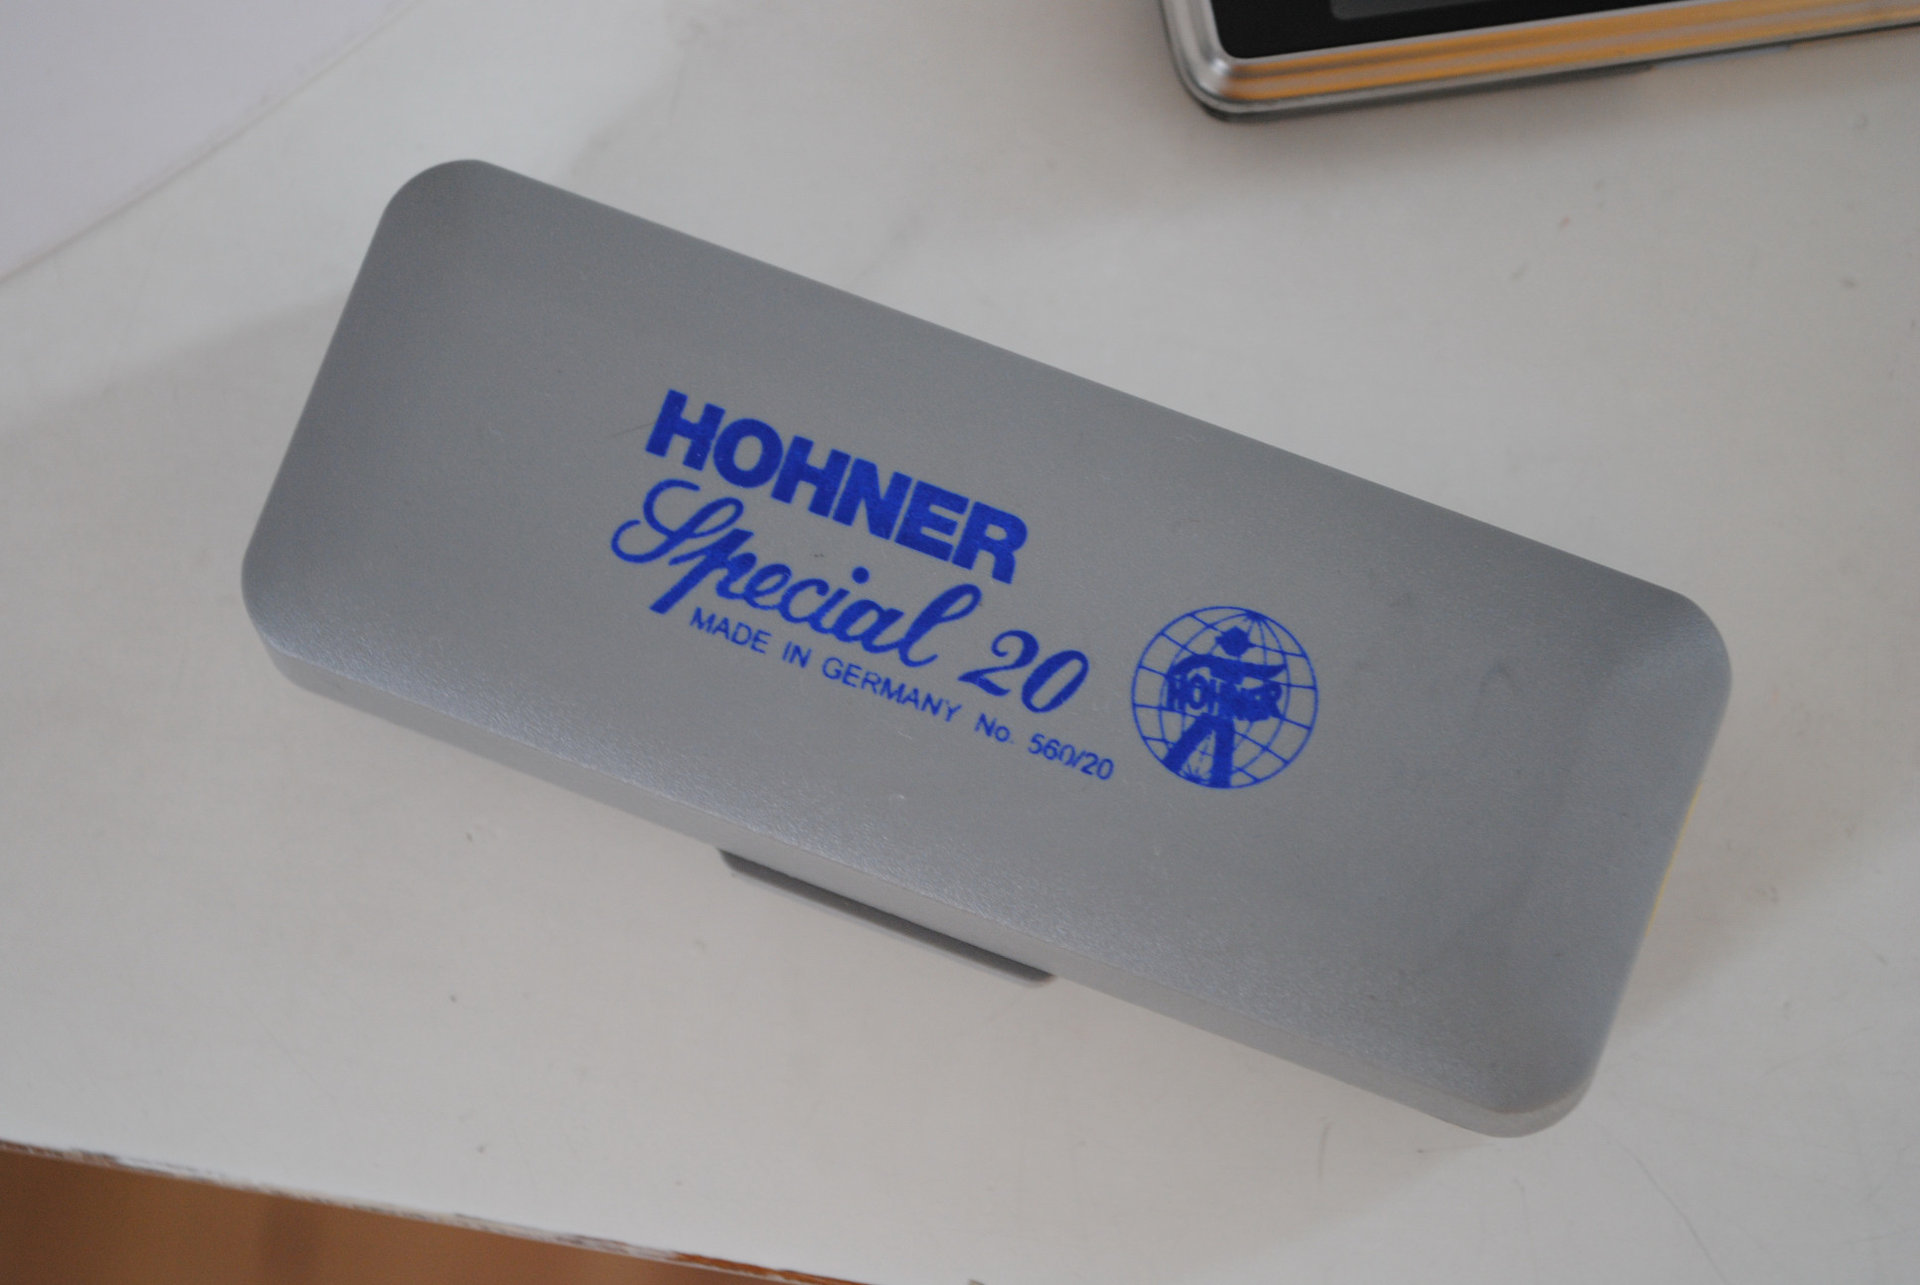 HOHNER
Special 20
MADE IN GERMANY No. 560/20
HOHNER